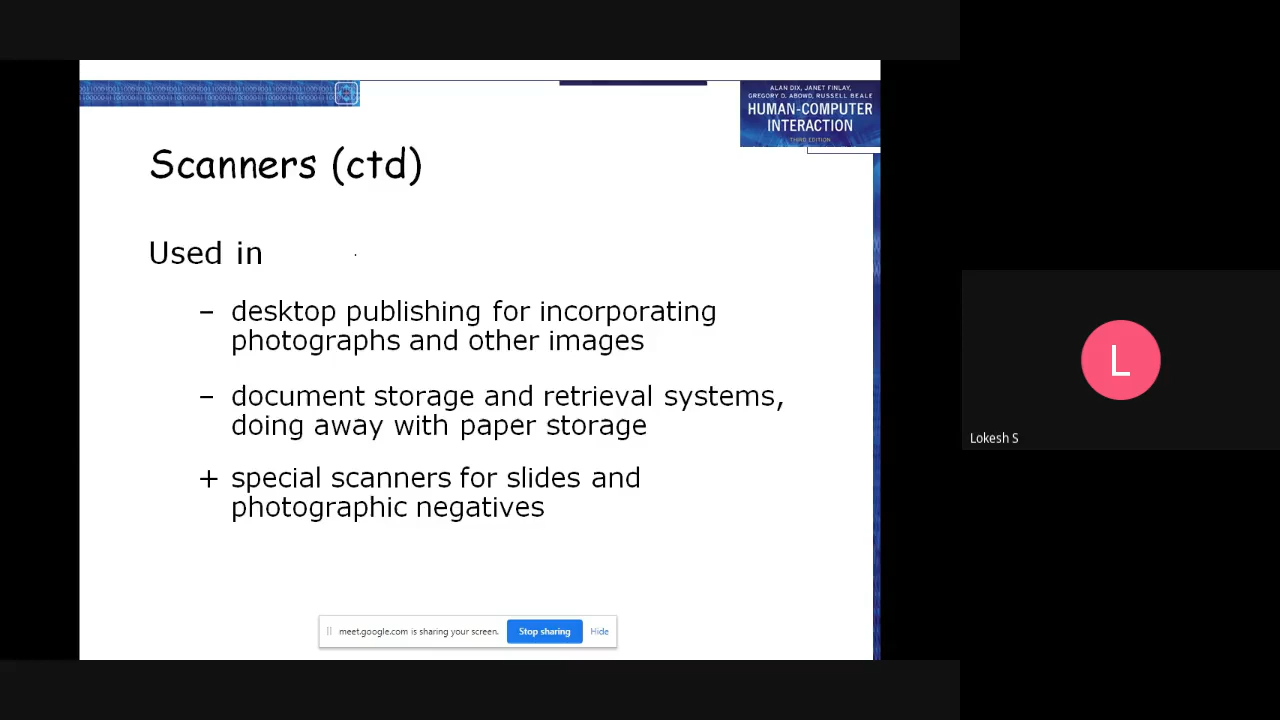 ALAN DIX, JANET FINLAY,
GREGORY D. ABOWD, RUSSELL BEALE
HUMAN-COMPUTER
INTERACTION
THIRD EDITION
Scanners (ctd)
Used in
– desktop publishing for incorporating
photographs and other images
– document storage and retrieval systems,
doing away with paper storage
+ special scanners for slides and
photographic negatives
L
Lokesh S
meet.google.com is sharing your screen.
Stop sharing
Hide